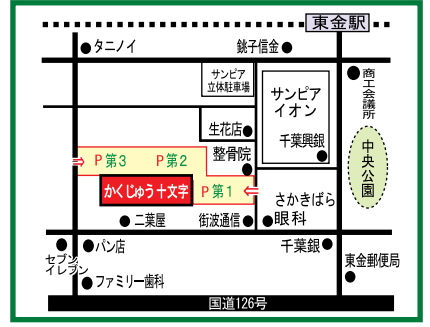 東金駅
タニノイ
銚子信金
サンピア
立体駐車場
サンピア
イオン
商工会議所
生花店
千葉興銀
中央公園
整骨院
⇒ P第3 P第2
かくじゅう十文字
P第1 ⇐
さかきばら
眼科
二葉屋
街波通信
パン店
千葉銀
セブン
イレブン
東金郵便局
ファミリー歯科
国道126号